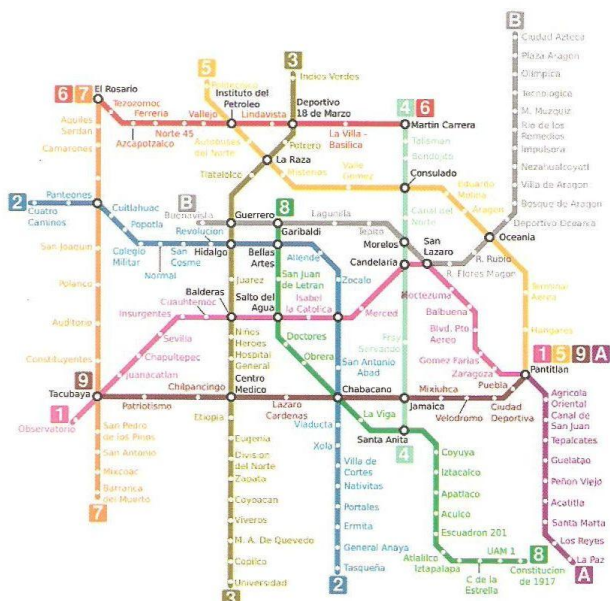 B
Ciudad Azteca
Plaza Aragon
Olimpica
Tecnologica
M. Muzquiz
Rio de los
Remedios
Impulsora
Nezahualcoyotl
Villa de Aragon
Bosque de Aragon
Deportivo Oceania
Oceania
R. Rubio
R. Flores Magon
San
Lazaro
Morelos
Tepito
Lagunilla
Garibaldi
Guerrero
Buenavista
B
3
Indios Verdes
Deportivo
18 de Marzo
Potrero
La Raza
Tlatelolco
Hidalgo
Juarez
Balderas
Niños
Heroes
Hospital
General
Centro
Medico
Etiopia
Eugenia
Division
del Norte
Zapata
Coyoacan
Viveros
M. A. De Quevedo
Copilco
Universidad
3
5
Politecnico
Instituto del
Petroleo
Autobuses
del Norte
Misterios
Valle
Gomez
Consulado
Eduardo
Molina
Aragon
Terminal
Aerea
Hangares
Pantitlan
1 5 9 A
6 7
El Rosario
Tezozomoc
Azcapotzalco
Ferreria
Norte 45
Vallejo
Lindavista
La Villa -
Basilica
Martin Carrera
4 6
Talisman
Bondojito
Canal del
Norte
Candelaria
Fray
Servando
Jamaica
Santa Anita
4
Aquiles
Serdan
Camarones
San Joaquin
Polanco
Auditorio
Constituyentes
Tacubaya
San Pedro
de los Pinos
San Antonio
Mixcoac
Barranca
del Muerto
7
2
Cuatro
Caminos
Panteones
Cuitlahuac
Popotla
Colegio
Militar
Normal
San
Cosme
Revolucion
Bellas
Artes
Allende
Zocalo
San Antonio
Abad
Chabacano
Viaducto
Xola
Villa de
Cortes
Nativitas
Portales
Ermita
General Anaya
Tasqueña
2
8
San Juan
de Letran
Salto del
Agua
Doctores
Obrera
La Viga
Coyuya
Iztacalco
Apatlaco
Aculco
Escuadron 201
Atlalilco
Iztapalapa
C de la
Estrella
UAM 1
Constitucion
de 1917
8
1
Observatorio
Juanacatlan
Chapultepec
Sevilla
Insurgentes
Cuauhtemoc
Isabel
la Catolica
Merced
Moctezuma
Balbuena
Blvd. Pto
Aereo
Gomez Farias
Zaragoza
9
Patriotismo
Chilpancingo
Lazaro
Cardenas
Mixiuhca
Velodromo
Ciudad
Deportiva
Puebla
Agricola
Oriental
Canal de
San Juan
Tepalcates
Guelatao
Peñon Viejo
Acatitla
Santa Marta
Los Reyes
La Paz
A